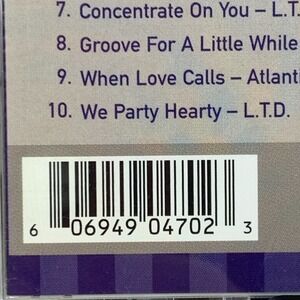 7. Concentrate On You – L.T.
8. Groove For A Little While
9. When Love Calls – Atlanti
10. We Party Hearty – L.T.D.
6 06949 04702 3